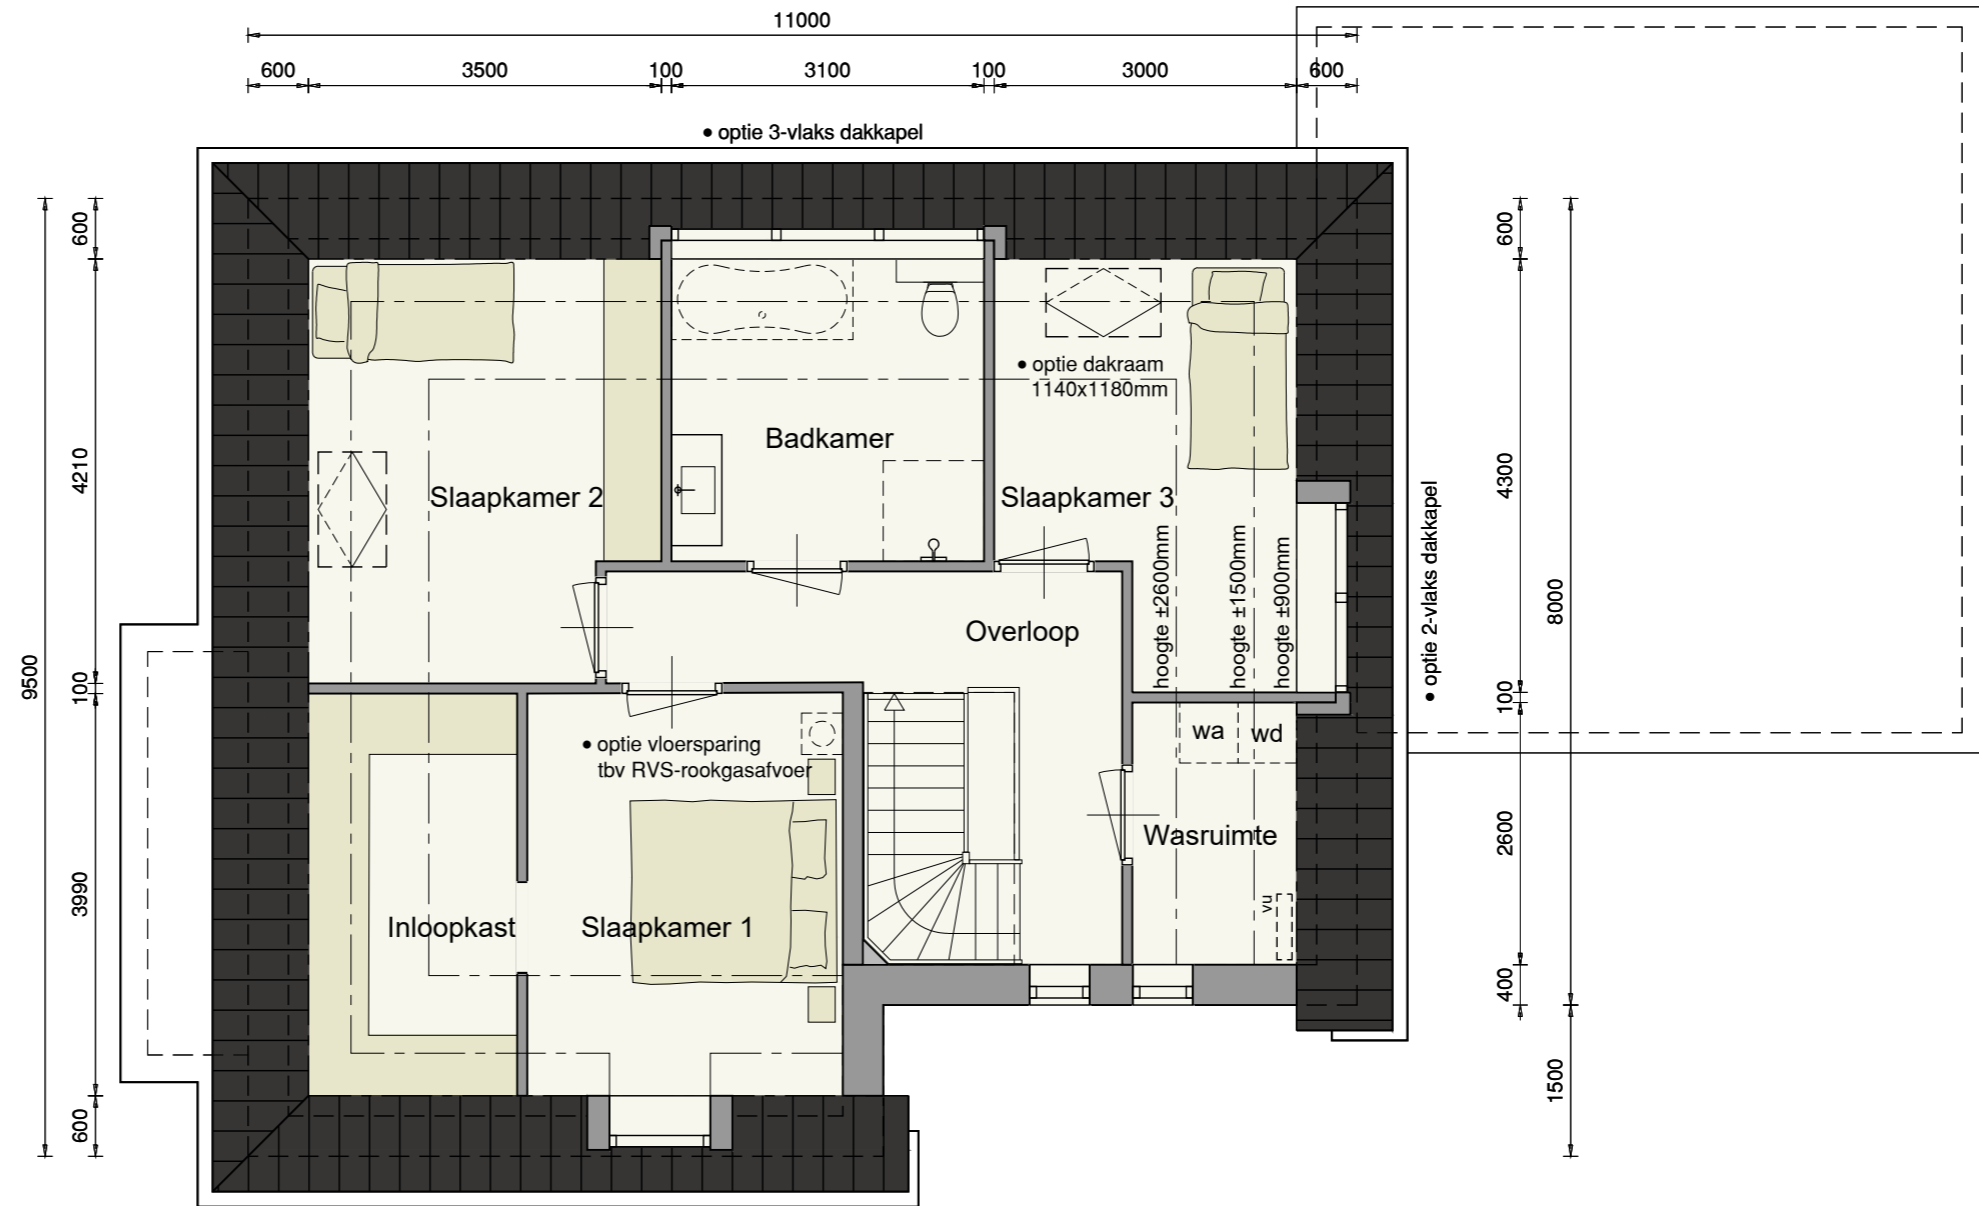 11000
600 3500 100 3100 100 3000 600
• optie 3-vlaks dakkapel
600
4210
100
3990
600
9500
600
4300
100
2600
400
8000
1500
• optie dakraam
1140x1180mm
Badkamer
Slaapkamer 2
Slaapkamer 3
hoogte ±2600mm
hoogte ±1500mm
hoogte ±900mm
• optie 2-vlaks dakkapel
Overloop
• optie vloersparing
tbv RVS-rookgasafvoer
wa wd
Wasruimte
vu
Inloopkast
Slaapkamer 1